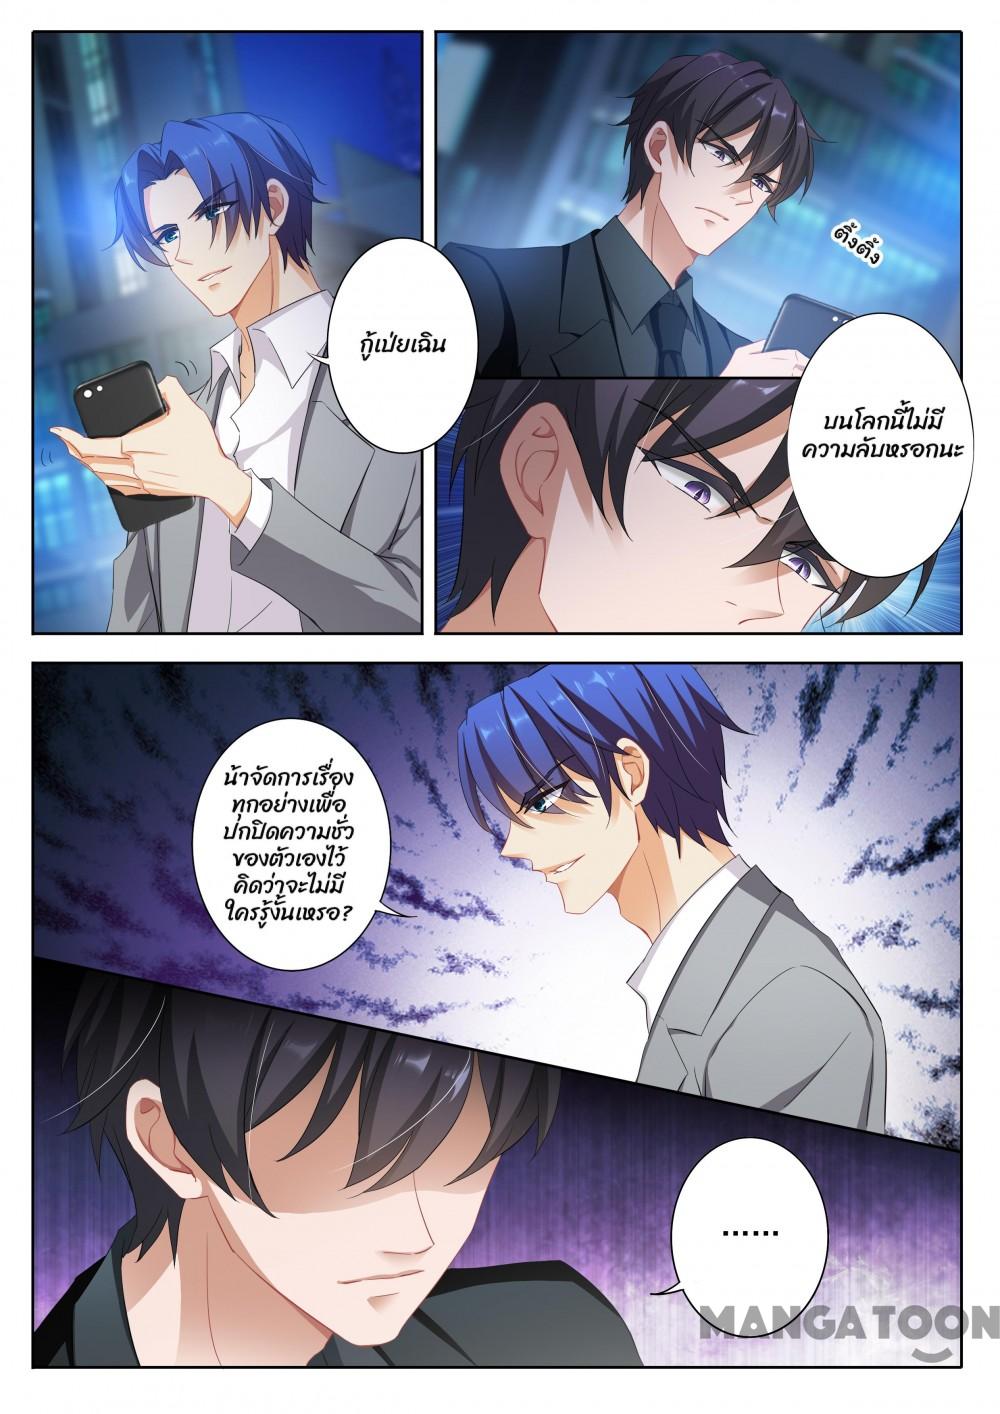 กู้เป่ยเฉิน
ติ๊งติ๊ง
บนโลกนี้ไม่มี
ความลับหรอกนะ
น้าจัดการเรื่อง
ทุกอย่างเพื่อ
ปกปิดความชั่ว
ของตัวเองไว้
คิดว่าจะไม่มี
ใครรู้งั้นเหรอ?
......
MANGATOON